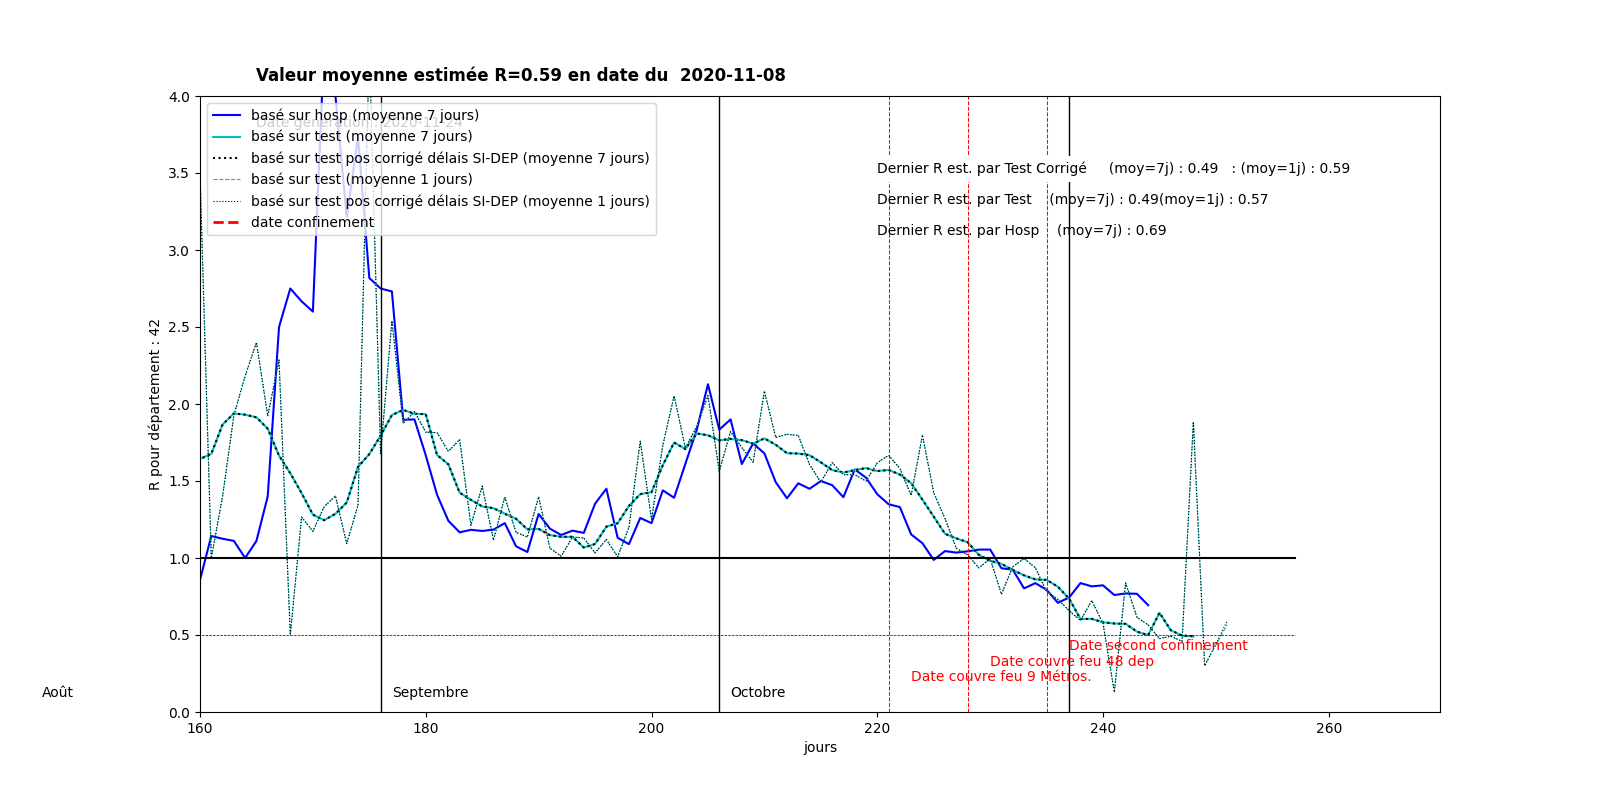 Valeur moyenne estimée R=0.59 en date du  2020-11-08
4.0
3.5
3.0
2.5
2.0
1.5
1.0
0.5
0.0
R pour département : 42
basé sur hosp (moyenne 7 jours)
Date génération : 2020-11-24
basé sur test (moyenne 7 jours)
basé sur test pos corrigé délais SI-DEP (moyenne 7 jours)
basé sur test (moyenne 1 jours)
basé sur test pos corrigé délais SI-DEP (moyenne 1 jours)
date confinement
Dernier R est. par Test Corrigé     (moy=7j) : 0.49   : (moy=1j) : 0.59
Dernier R est. par Test    (moy=7j) : 0.49(moy=1j) : 0.57
Dernier R est. par Hosp    (moy=7j) : 0.69
Date second confinement
Date couvre feu 48 dep
Date couvre feu 9 Métros.
Août
Septembre
Octobre
160
180
200
220
240
260
jours